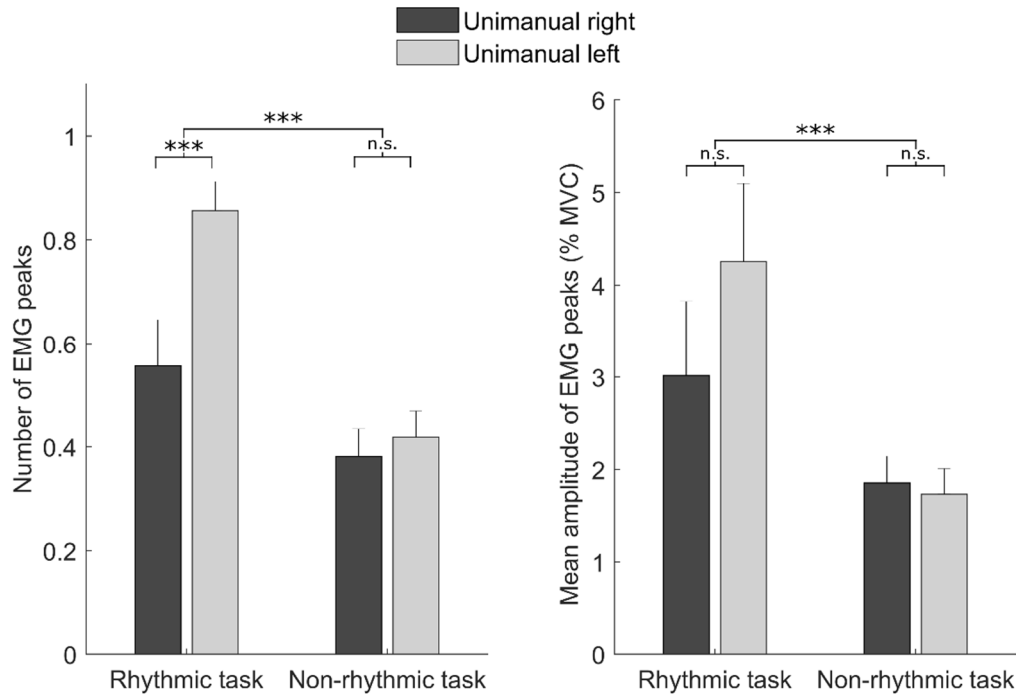 Unimanual right
Unimanual left
Number of EMG peaks
1
0.8
0.6
0.4
0.2
0
***
***
n.s.
Rhythmic task
Non-rhythmic task
Mean amplitude of EMG peaks (% MVC)
6
5
4
3
2
1
0
***
n.s.
n.s.
Rhythmic task
Non-rhythmic task